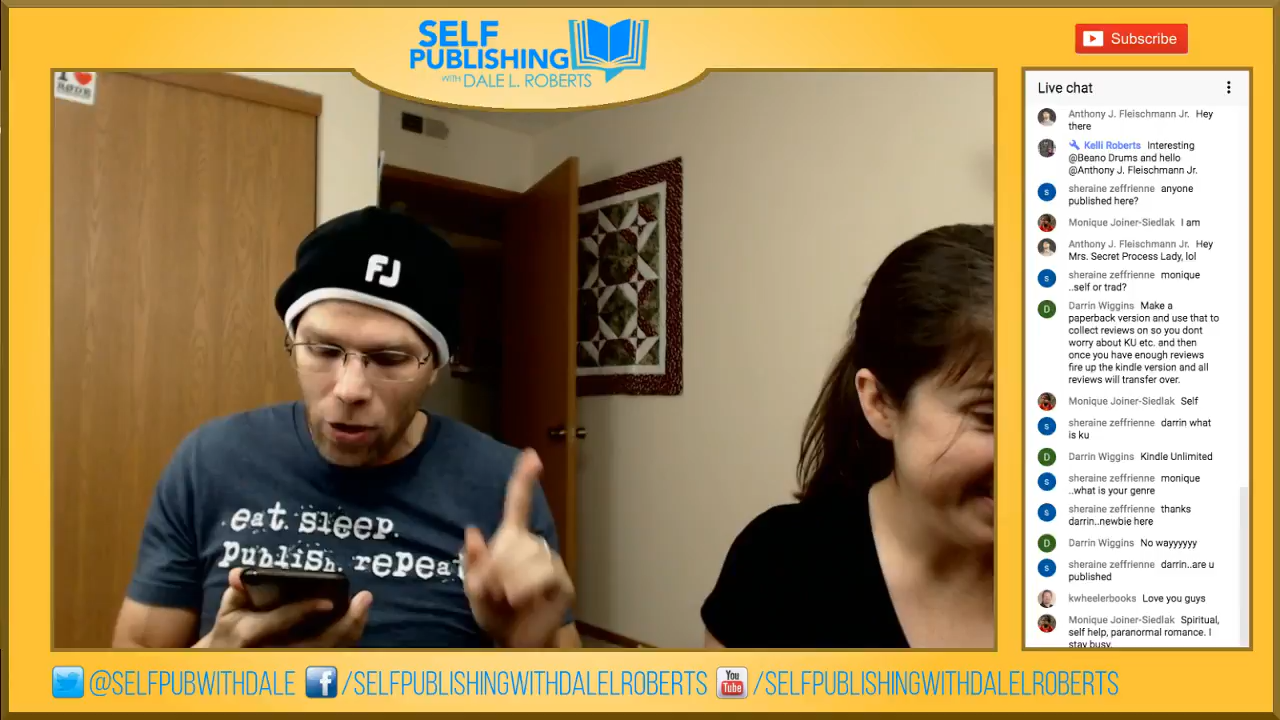 SELF
PUBLISHING
WITH DALE L. ROBERTS
Subscribe
I
RØDE
FJ
eat. sleep.
publish. repeat
Live chat
Anthony J. Fleischmann Jr. Hey
there
Kelli Roberts Interesting
@Beano Drums and hello
@Anthony J. Fleischmann Jr.
sheraine zeffrienne anyone
published here?
Monique Joiner-Siedlak I am
Anthony J. Fleischmann Jr. Hey
Mrs. Secret Process Lady, lol
sheraine zeffrienne monique
..self or trad?
Darrin Wiggins Make a
paperback version and use that to
collect reviews on so you dont
worry about KU etc. and then
once you have enough reviews
fire up the kindle version and all
reviews will transfer over.
Monique Joiner-Siedlak Self
sheraine zeffrienne darrin what
is ku
Darrin Wiggins Kindle Unlimited
sheraine zeffrienne monique
..what is your genre
sheraine zeffrienne thanks
darrin..newbie here
Darrin Wiggins No wayyyyyy
sheraine zeffrienne darrin..are u
published
kwheelerbooks Love you guys
Monique Joiner-Siedlak Spiritual,
self help, paranormal romance. I
stay busy.
@SELFPUBWITHDALE
/SELFPUBLISHINGWITHDALELROBERTS
You
Tube
/SELFPUBLISHINGWITHDALELROBERTS